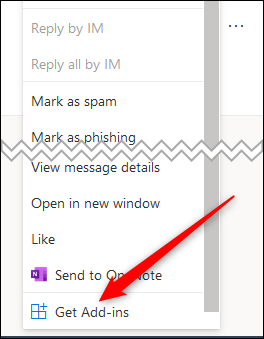 Reply by IM
Reply all by IM
Mark as spam
Mark as phishing
View message details
Open in new window
Like
Send to OneNote
Get Add-ins